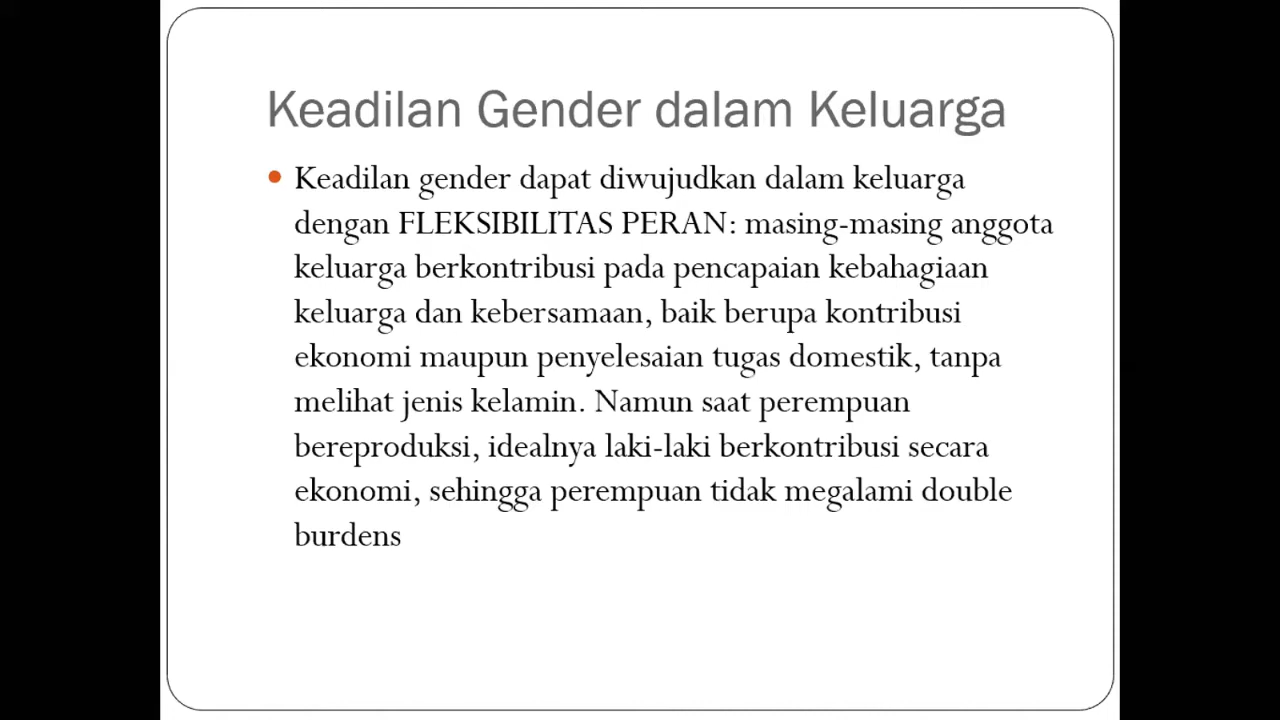 Keadilan Gender dalam Keluarga
• Keadilan gender dapat diwujudkan dalam keluarga
dengan FLEKSIBILITAS PERAN: masing-masing anggota
keluarga berkontribusi pada pencapaian kebahagiaan
keluarga dan kebersamaan, baik berupa kontribusi
ekonomi maupun penyelesaian tugas domestik, tanpa
melihat jenis kelamin. Namun saat perempuan
bereproduksi, idealnya laki-laki berkontribusi secara
ekonomi, sehingga perempuan tidak megalami double
burdens